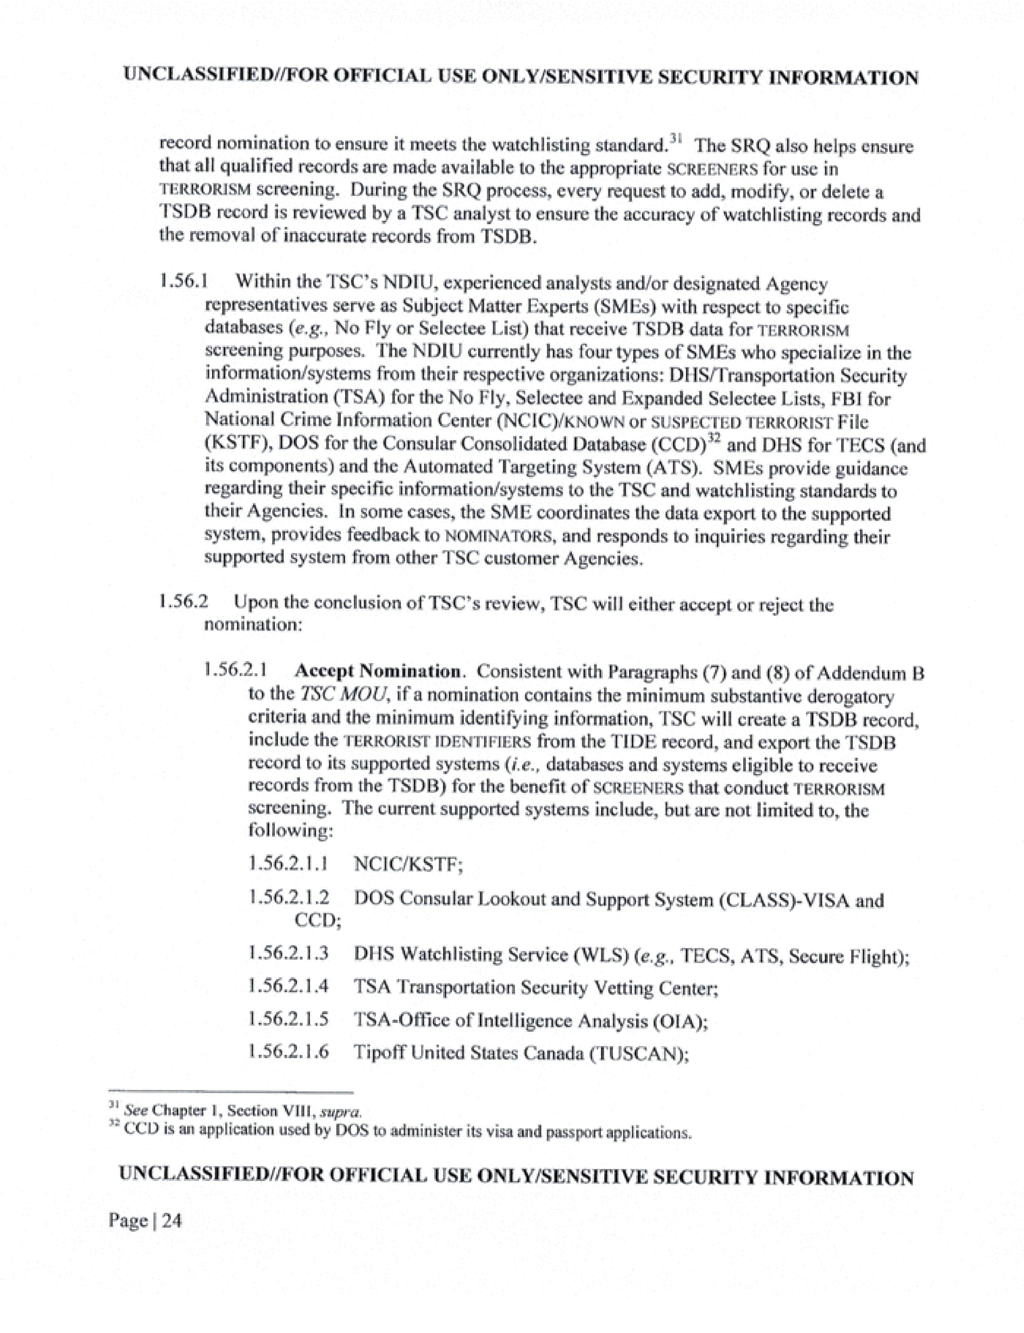 UNCLASSIFIED//FOR OFFICIAL USE ONLY/SENSITIVE SECURITY INFORMATION
record nomination to ensure it meets the watchlisting standard.31 The SRQ also helps ensure
that all qualified records are made available to the appropriate SCREENERS for use in
TERRORISM screening. During the SRQ process, every request to add, modify, or delete a
TSDB record is reviewed by a TSC analyst to ensure the accuracy of watchlisting records and
the removal of inaccurate records from TSDB.
1.56.1 Within the TSC's NDIU, experienced analysts and/or designated Agency
representatives serve as Subject Matter Experts (SMEs) with respect to specific
databases (e.g., No Fly or Selectee List) that receive TSDB data for TERRORISM
screening purposes. The NDIU currently has four types of SMEs who specialize in the
information/systems from their respective organizations: DHS/Transportation Security
Administration (TSA) for the No Fly, Selectee and Expanded Selectee Lists, FBI for
National Crime Information Center (NCIC)/KNOWN or SUSPECTED TERRORIST File
(KSTF), DOS for the Consular Consolidated Database (CCD)32 and DHS for TECS (and
its components) and the Automated Targeting System (ATS). SMEs provide guidance
regarding their specific information/systems to the TSC and watchlisting standards to
their Agencies. In some cases, the SME coordinates the data export to the supported
system, provides feedback to NOMINATORS, and responds to inquiries regarding their
supported system from other TSC customer Agencies.
1.56.2 Upon the conclusion of TSC's review, TSC will either accept or reject the
nomination:
1.56.2.1 Accept Nomination. Consistent with Paragraphs (7) and (8) of Addendum B
to the TSC MOU, if a nomination contains the minimum substantive derogatory
criteria and the minimum identifying information, TSC will create a TSDB record,
include the TERRORIST IDENTIFIERS from the TIDE record, and export the TSDB
record to its supported systems (i.e., databases and systems eligible to receive
records from the TSDB) for the benefit of SCREENERS that conduct TERRORISM
screening. The current supported systems include, but are not limited to, the
following:
1.56.2.1.1 NCIC/KSTF;
1.56.2.1.2 DOS Consular Lookout and Support System (CLASS)-VISA and
CCD;
1.56.2.1.3 DHS Watchlisting Service (WLS) (e.g., TECS, ATS, Secure Flight);
1.56.2.1.4 TSA Transportation Security Vetting Center;
1.56.2.1.5 TSA-Office of Intelligence Analysis (OIA);
1.56.2.1.6 Tipoff United States Canada (TUSCAN);
31 See Chapter 1, Section VIII, supra.
32 CCD is an application used by DOS to administer its visa and passport applications.
UNCLASSIFIED//FOR OFFICIAL USE ONLY/SENSITIVE SECURITY INFORMATION
Page | 24